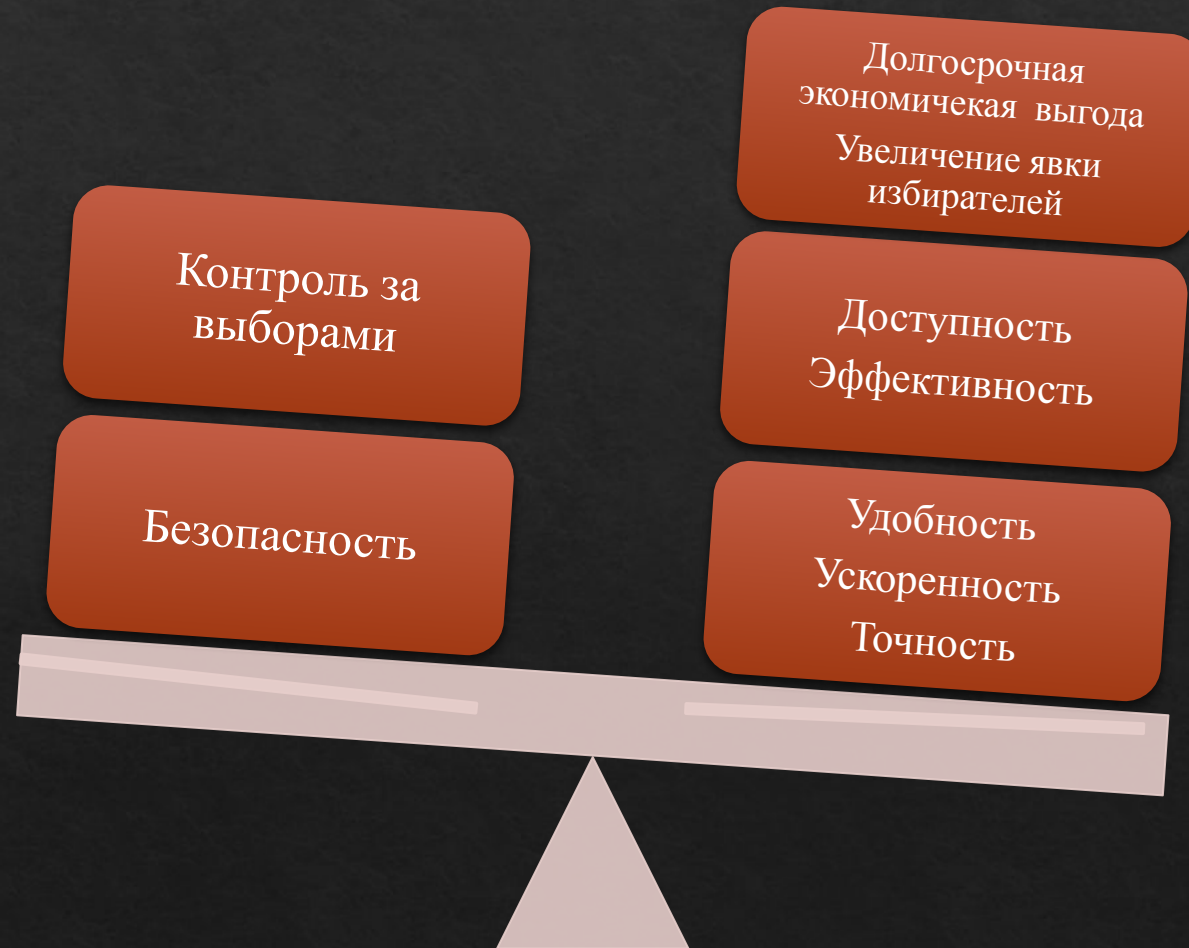 Контроль за
выборами
Безопасность
Долгосрочная
экономичекая выгода
Увеличение явки
избирателей
Доступность
Эффективность
Удобность
Ускоренность
Точность